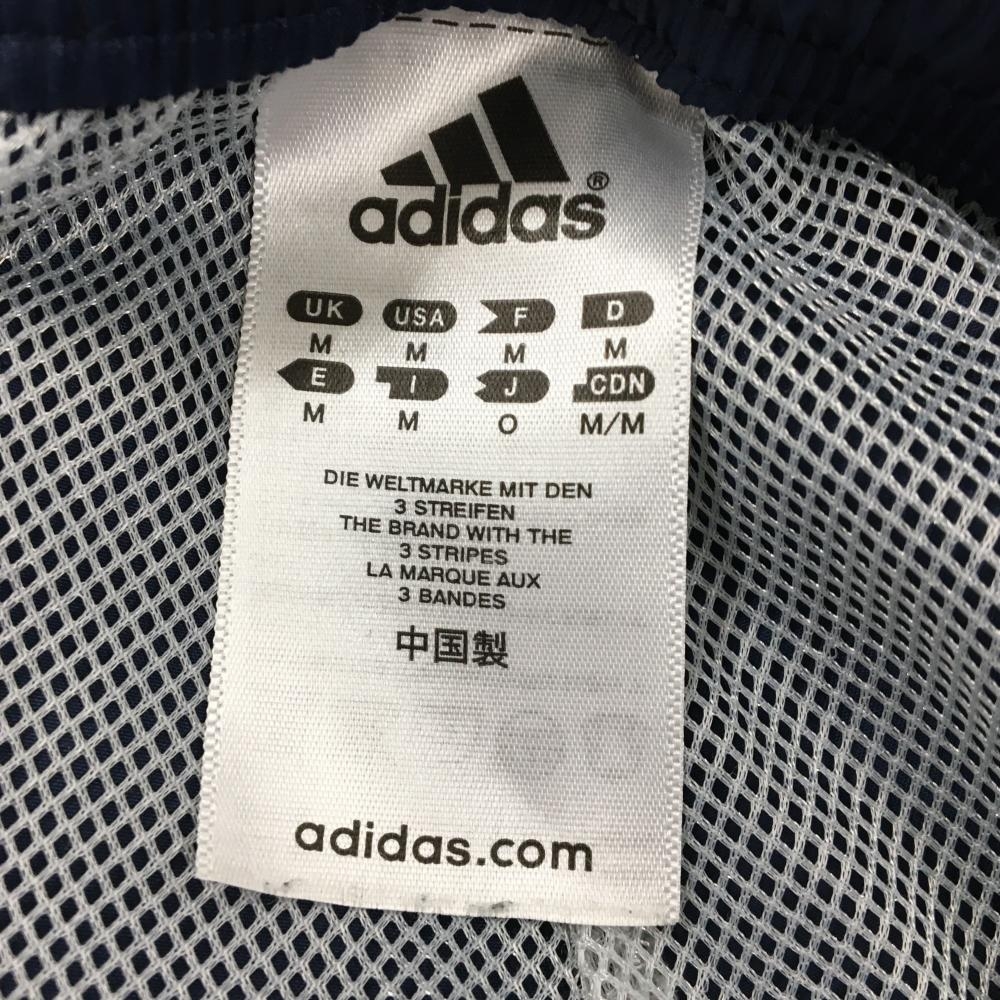 adidas®
UK USA F D
M M M M
E I J CDN
M M O M/M
DIE WELTMARKE MIT DEN
3 STREIFEN
THE BRAND WITH THE
3 STRIPES
LA MARQUE AUX
3 BANDES
中国製
adidas.com